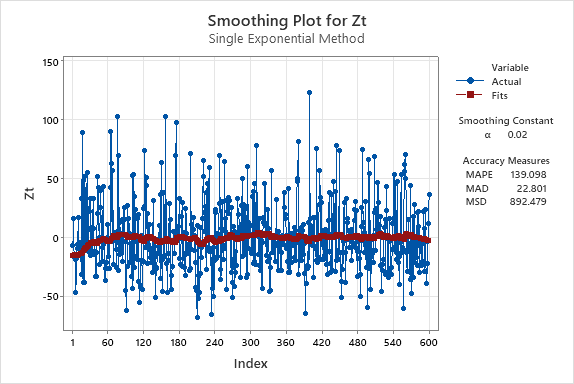 Smoothing Plot for Zt
Single Exponential Method
150
100
50
0
-50
Zt
1 60 120 180 240 300 360 420 480 540 600
Index
Variable
Actual
Fits
Smoothing Constant
α 0.02
Accuracy Measures
MAPE 139.098
MAD 22.801
MSD 892.479